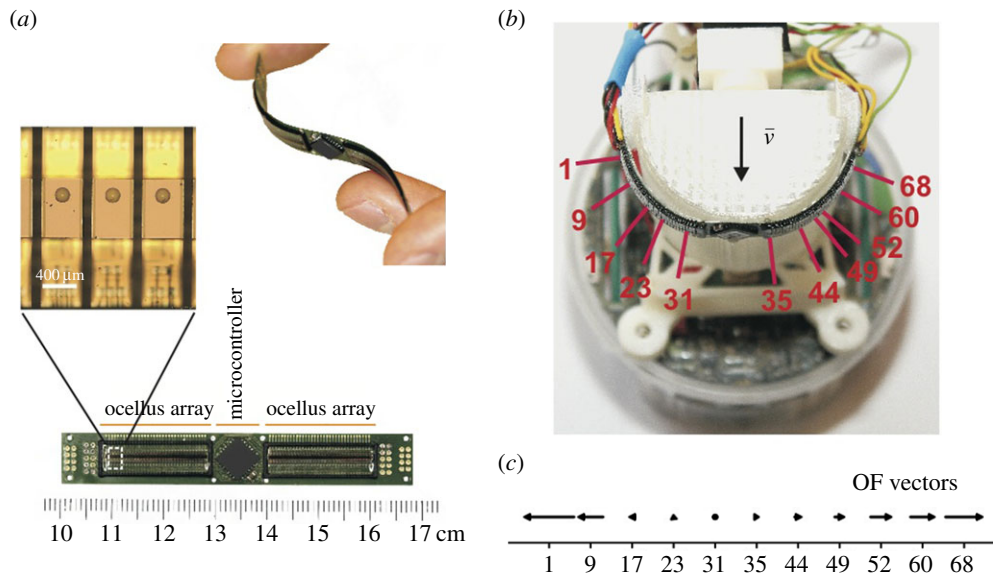 (a)
400 µm
ocellus array
microcontroller
ocellus array
10 11 12 13 14 15 16 17 cm
(b)
v̄
1
9
17
23
31
35
44
49
52
60
68
(c)
OF vectors
1 9 17 23 31 35 44 49 52 60 68